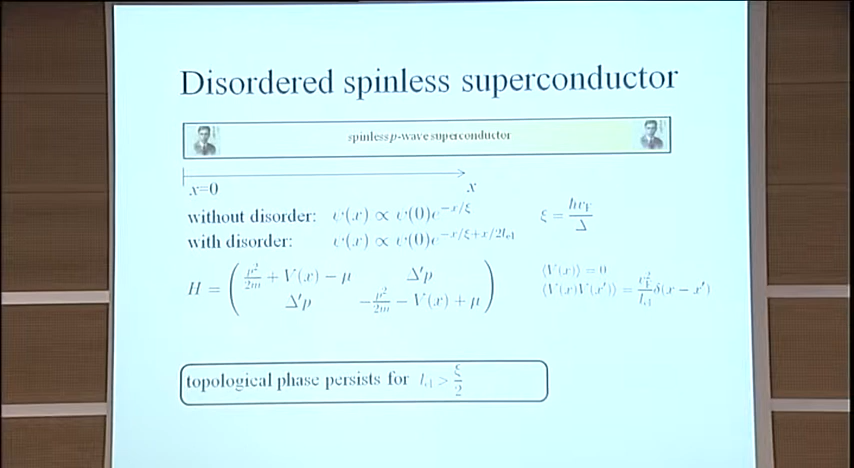 Disordered spinless superconductor
spinless p-wave superconductor
x=0 x
without disorder: ψ(x) ∝ ψ(0)e^{−x/ξ} ξ = ħv_F/Δ
with disorder: ψ(x) ∝ ψ(0)e^{−x/ξ+x/2l_el}
H = ( p²/2m + V(x) − μ Δ′p
Δ′p −p²/2m − V(x) + μ )
⟨V(x)⟩ = 0
⟨V(x)V(x′)⟩ = v_F²/l_el δ(x − x′)
topological phase persists for l_el > ξ/2